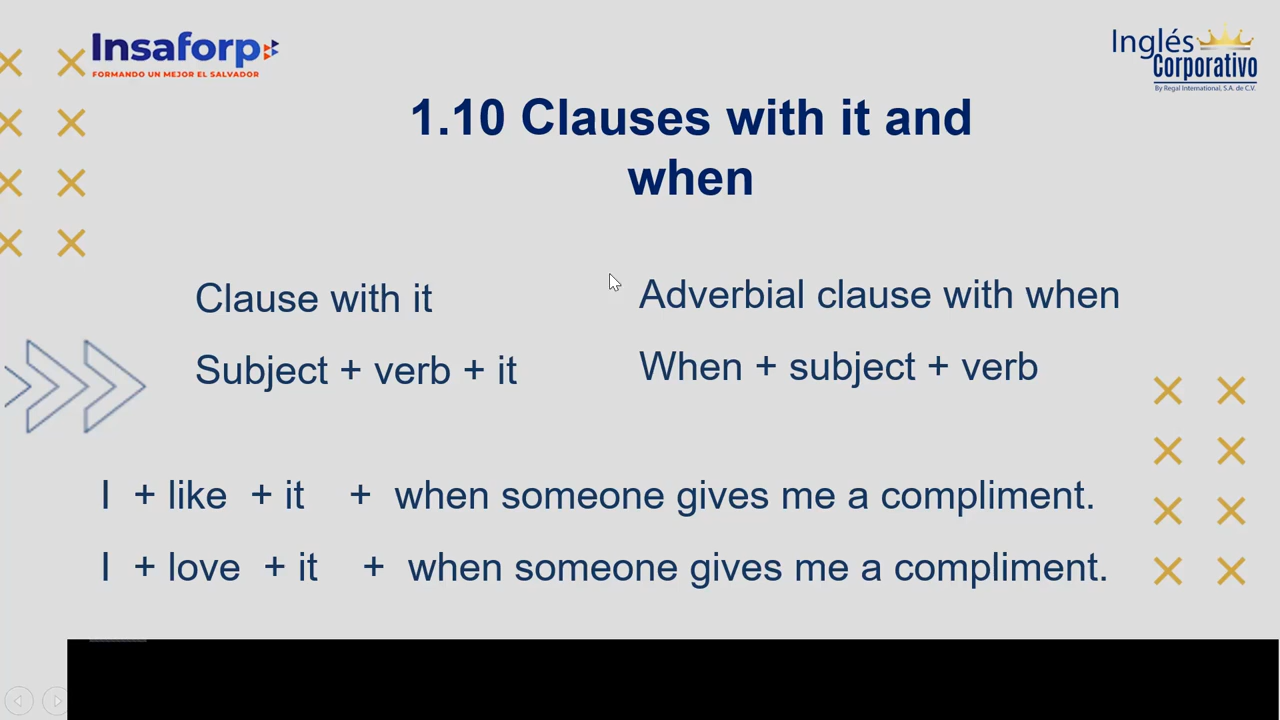 Insaforp
FORMANDO UN MEJOR EL SALVADOR
Inglés
Corporativo
By Regal International, S.A. de C.V.
1.10 Clauses with it and
when
Clause with it
Subject + verb + it
Adverbial clause with when
When + subject + verb
I + like + it + when someone gives me a compliment.
I + love + it + when someone gives me a compliment.